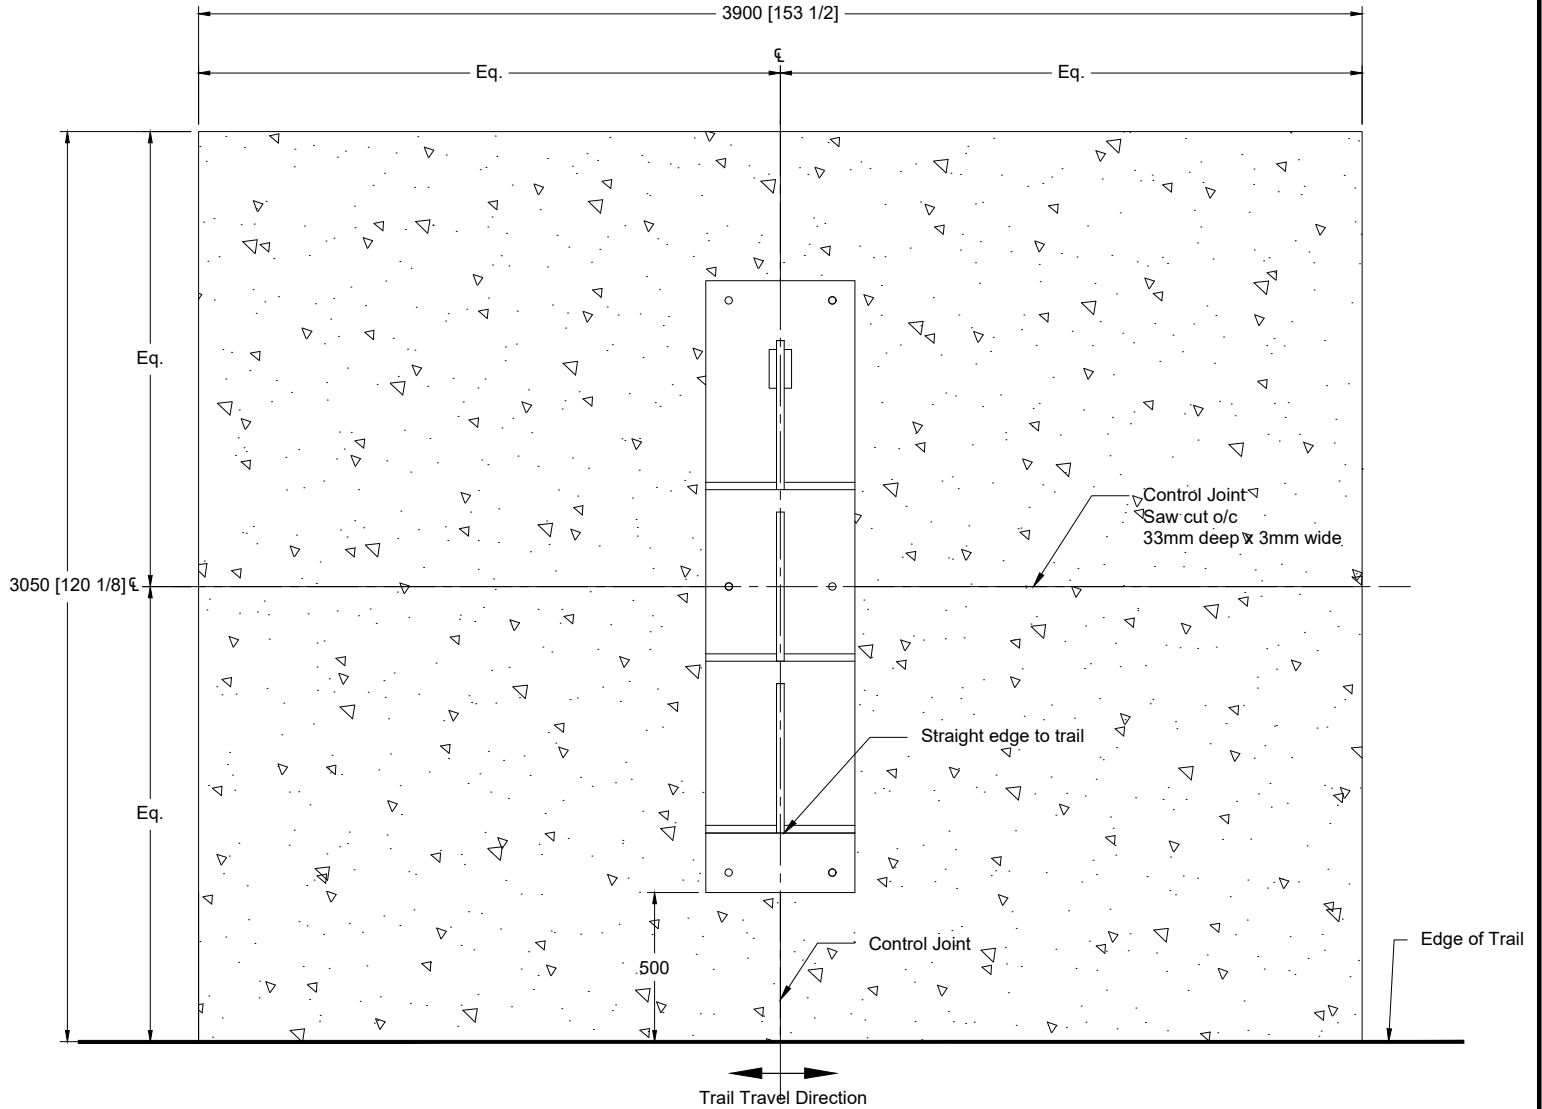 3900 [153 1/2]
℄
Eq.
Eq.
Eq.
Control Joint
Saw cut o/c
33mm deep x 3mm wide
3050 [120 1/8] ℄
Straight edge to trail
Eq.
Control Joint
Edge of Trail
500
Trail Travel Direction